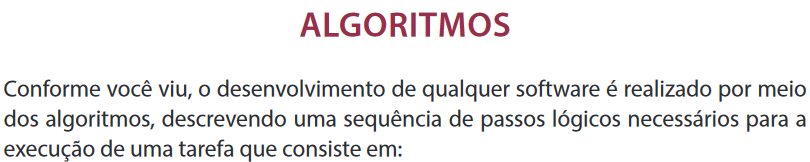 ALGORITMOS
Conforme você viu, o desenvolvimento de qualquer software é realizado por meio
dos algoritmos, descrevendo uma sequência de passos lógicos necessários para a
execução de uma tarefa que consiste em: